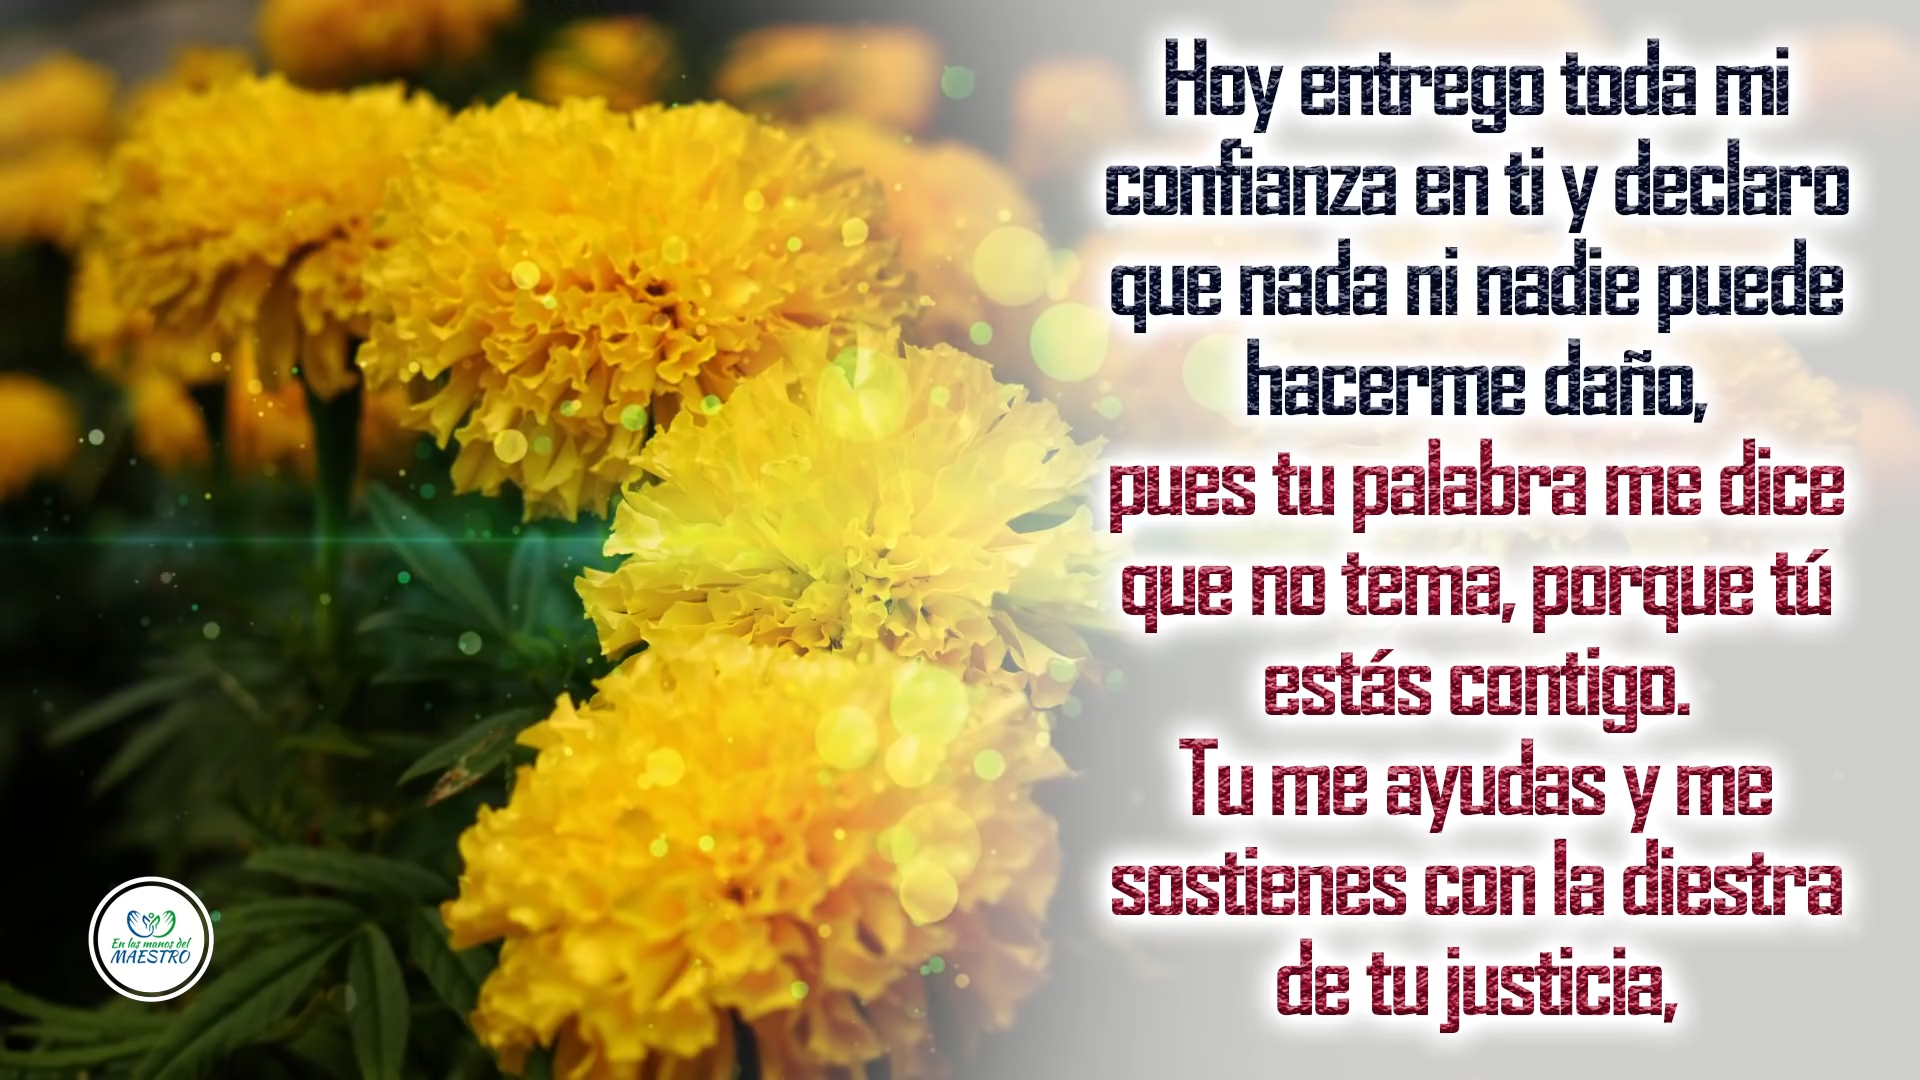 Hoy entrego toda mi
confianza en ti y declaro
que nada ni nadie puede
hacerme daño,
pues tu palabra me dice
que no tema, porque tú
estás contigo.
Tu me ayudas y me
sostienes con la diestra
de tu justicia,
En las manos del
MAESTRO